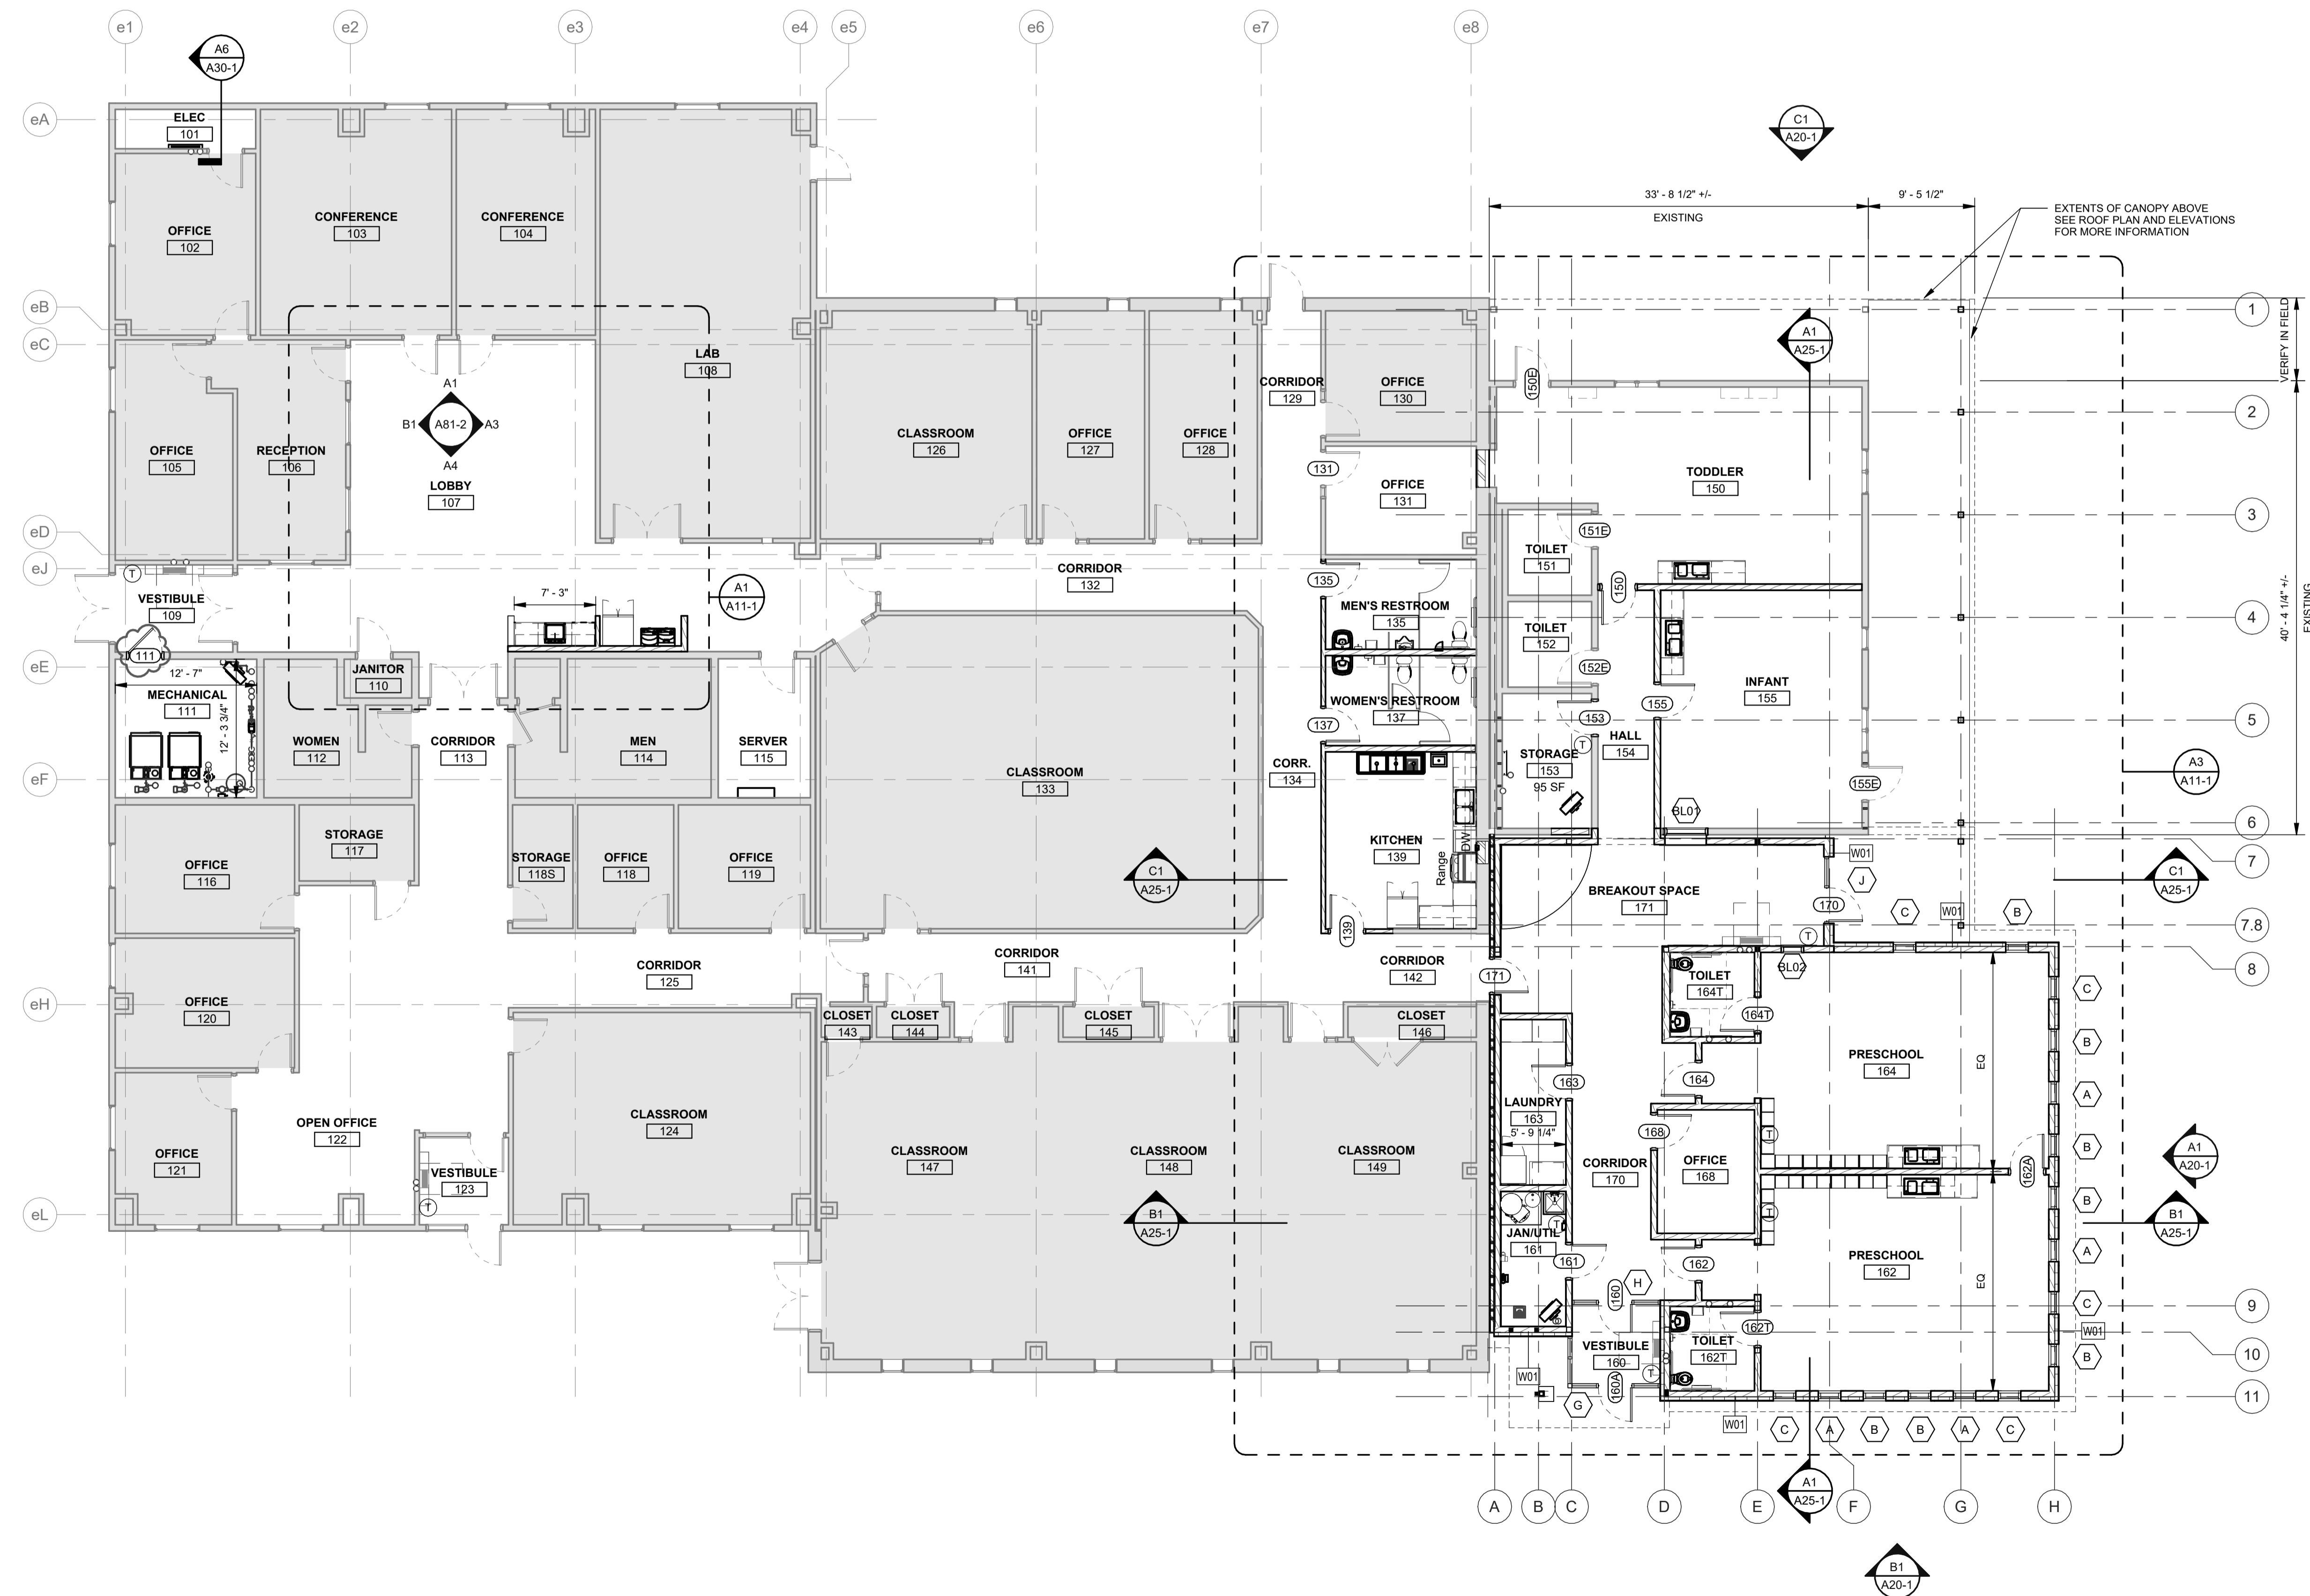 e1
e2
e3
e4
e5
e6
e7
e8
A6
A30-1
eA
eB
eC
eD
eJ
eE
eF
eH
eL
ELEC
101
OFFICE
102
CONFERENCE
103
CONFERENCE
104
C1
A20-1
33' - 8 1/2" +/-
EXISTING
9' - 5 1/2"
EXTENTS OF CANOPY ABOVE
SEE ROOF PLAN AND ELEVATIONS
FOR MORE INFORMATION
VERIFY IN FIELD
40' - 4 1/4" +/-
EXISTING
1
2
3
4
5
6
7
7.8
8
9
10
11
OFFICE
105
RECEPTION
106
A1
B1
A81-2
A3
A4
LOBBY
107
LAB
108
CLASSROOM
126
OFFICE
127
OFFICE
128
CORRIDOR
129
OFFICE
130
131
OFFICE
131
A1
A25-1
150E
TODDLER
150
151E
TOILET
151
150
T
VESTIBULE
109
111
7' - 3"
A1
A11-1
CORRIDOR
132
135
MEN'S RESTROOM
135
TOILET
152
152E
12' - 7"
MECHANICAL
111
12' - 3 3/4"
JANITOR
110
WOMEN
112
CORRIDOR
113
MEN
114
SERVER
115
CLASSROOM
133
WOMEN'S RESTROOM
137
137
CORR.
134
153
T
STORAGE
153
95 SF
HALL
154
155
INFANT
155
155E
BL01
A3
A11-1
OFFICE
116
STORAGE
117
STORAGE
118S
OFFICE
118
OFFICE
119
C1
A25-1
KITCHEN
139
Range
DW
139
BREAKOUT SPACE
171
W01
J
170
C
W01
B
C1
A25-1
OFFICE
120
CORRIDOR
125
CORRIDOR
141
CORRIDOR
142
171
T
BL02
TOILET
164T
164T
CLOSET
143
CLOSET
144
CLOSET
145
CLOSET
146
OPEN OFFICE
122
OFFICE
121
VESTIBULE
123
T
CLASSROOM
124
CLASSROOM
147
CLASSROOM
148
CLASSROOM
149
B1
A25-1
163
LAUNDRY
163
5' - 9 1/4"
164
168
CORRIDOR
170
OFFICE
168
T
T
PRESCHOOL
164
EQ
162A
C
B
A
B
B
A
C
B
A1
A20-1
B1
A25-1
T
JAN/UTIL
161
161
162
PRESCHOOL
162
EQ
H
160
VESTIBULE
160
T
160A
TOILET
162T
162T
W01
W01
G
W01
C
A
B
B
A
C
A
B
C
D
E
F
G
H
A1
A25-1
B1
A20-1